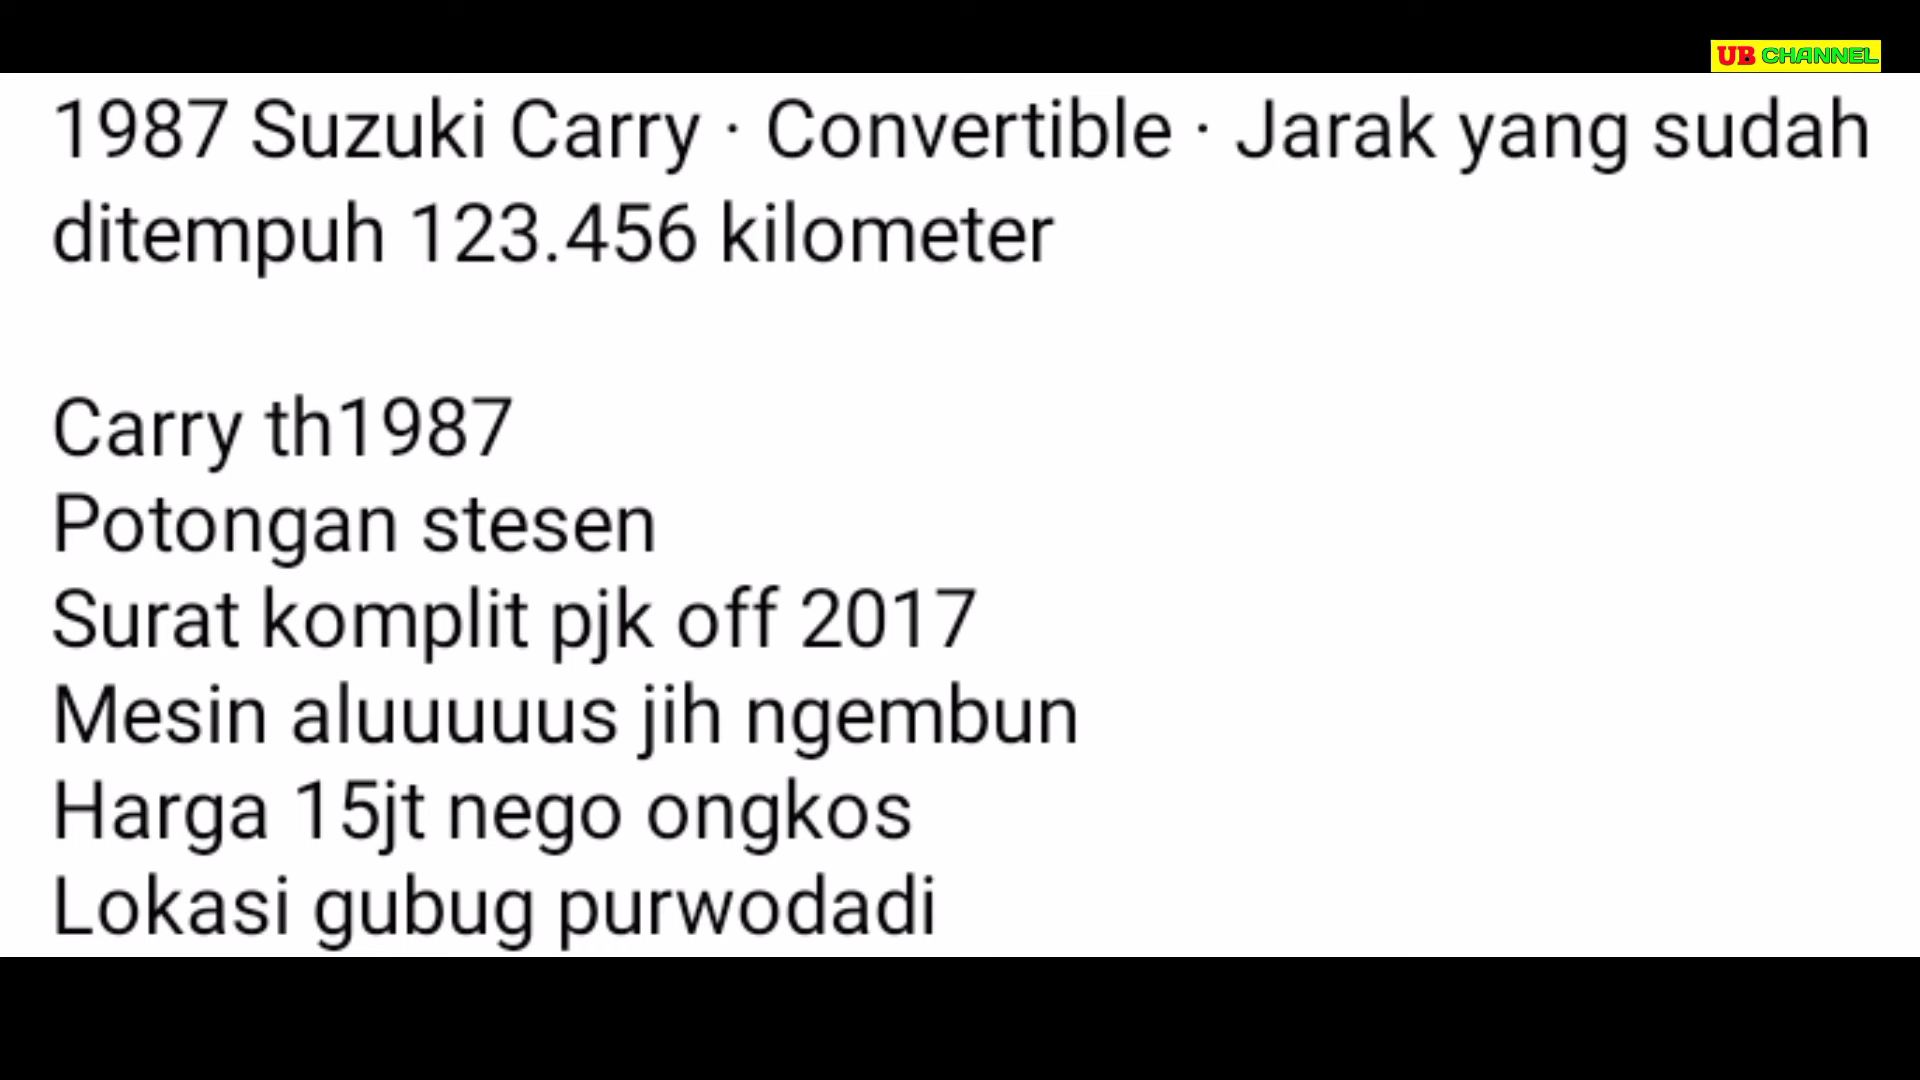 UB CHANNEL
1987 Suzuki Carry · Convertible · Jarak yang sudah
ditempuh 123.456 kilometer
Carry th1987
Potongan stesen
Surat komplit pjk off 2017
Mesin aluuuuus jih ngembun
Harga 15jt nego ongkos
Lokasi gubug purwodadi